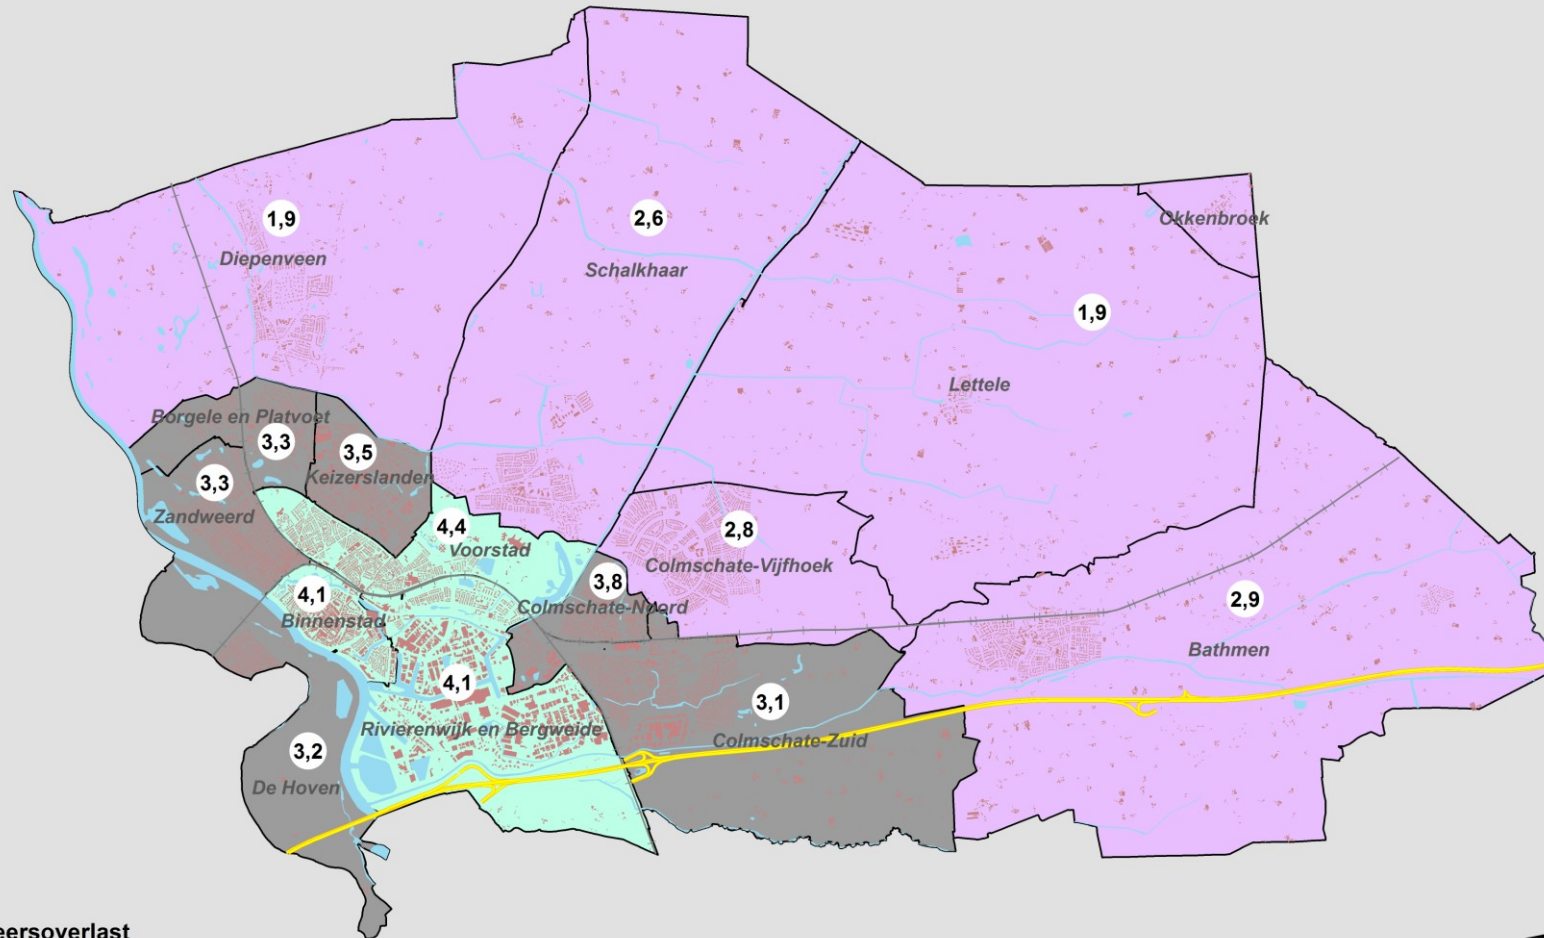 1,9
Diepenveen
2,6
Schalkhaar
Okkenbroek
1,9
Lettele
Borgele en Platvoet
3,3
3,5
Keizerslanden
3,3
Zandweerd
4,4
Voorstad
2,8
Colmschate-Vijfhoek
3,8
Colmschate-Noord
4,1
Binnenstad
2,9
Bathmen
4,1
Rivierenwijk en Bergweide
3,1
Colmschate-Zuid
3,2
De Hoven
eersoverlast